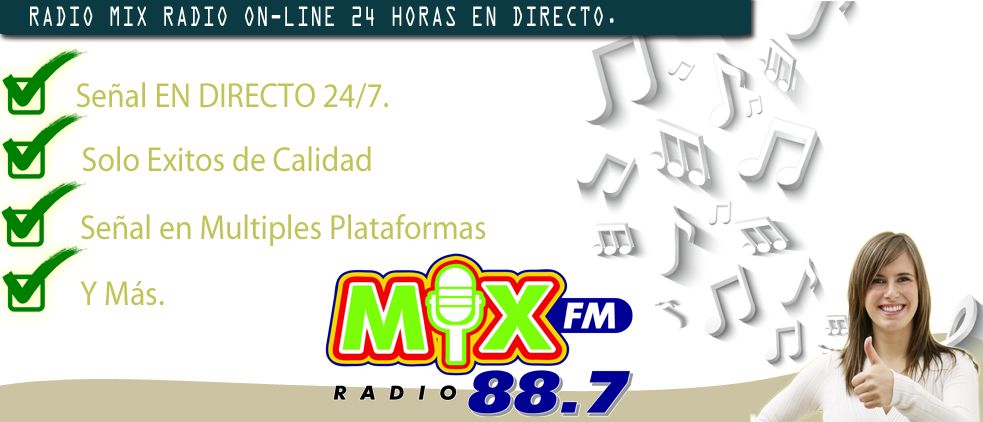 RADIO MIX RADIO ON-LINE 24 HORAS EN DIRECTO.
Señal EN DIRECTO 24/7.
Solo Exitos de Calidad
Señal en Multiples Plataformas
Y Más.
MIX FM
RADIO 88.7